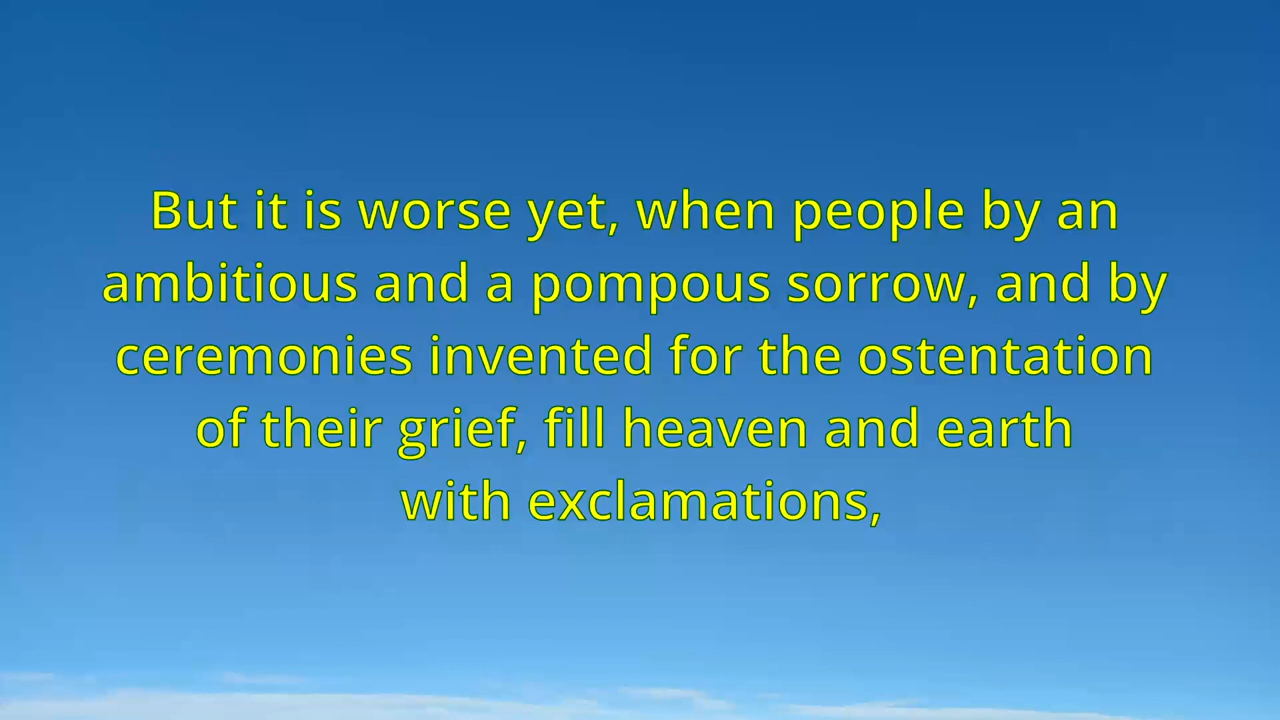 But it is worse yet, when people by an
ambitious and a pompous sorrow, and by
ceremonies invented for the ostentation
of their grief, fill heaven and earth
with exclamations,